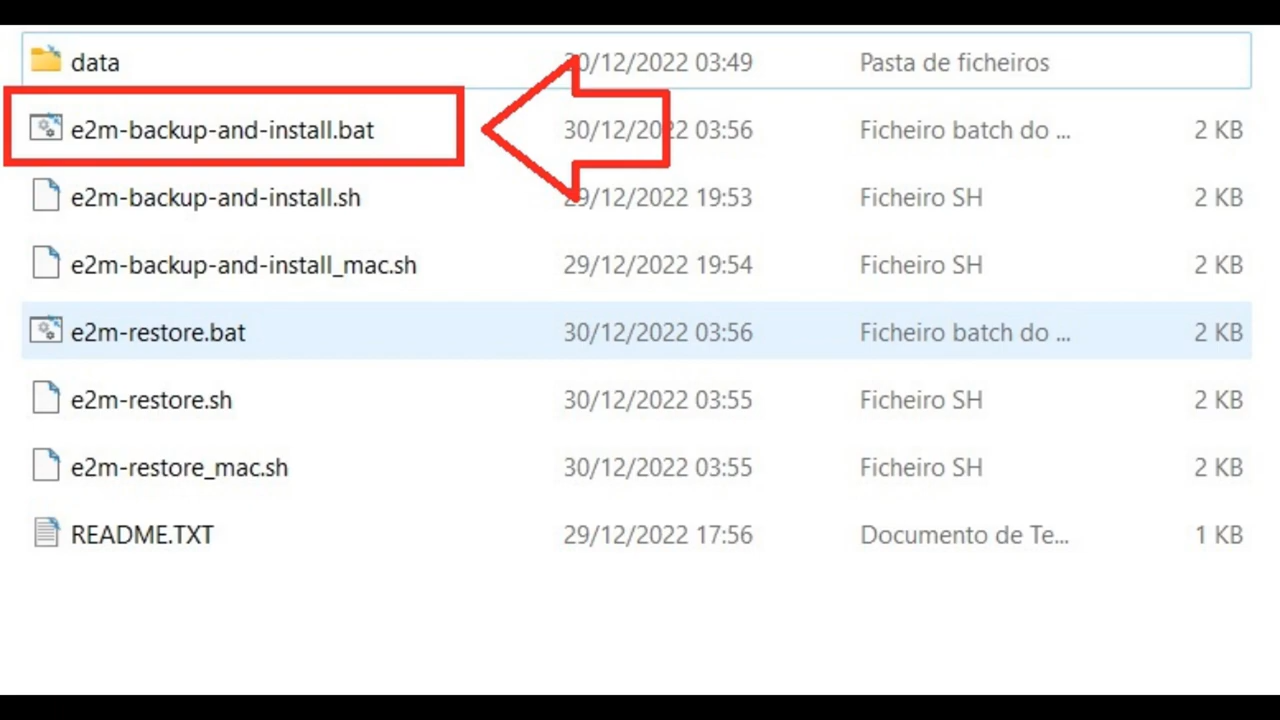 data 30/12/2022 03:49 Pasta de ficheiros
e2m-backup-and-install.bat 30/12/2022 03:56 Ficheiro batch do ... 2 KB
e2m-backup-and-install.sh 29/12/2022 19:53 Ficheiro SH 2 KB
e2m-backup-and-install_mac.sh 29/12/2022 19:54 Ficheiro SH 2 KB
e2m-restore.bat 30/12/2022 03:56 Ficheiro batch do ... 2 KB
e2m-restore.sh 30/12/2022 03:55 Ficheiro SH 2 KB
e2m-restore_mac.sh 30/12/2022 03:55 Ficheiro SH 2 KB
README.TXT 29/12/2022 17:56 Documento de Te... 1 KB